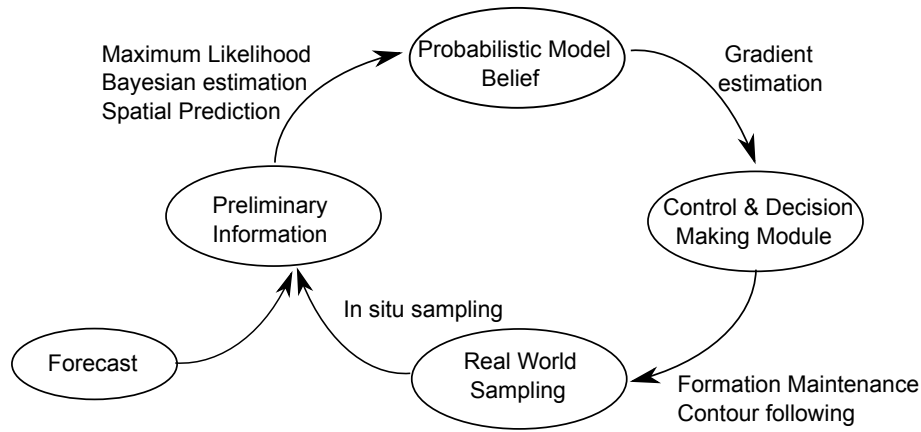 Maximum Likelihood
Bayesian estimation
Spatial Prediction
Probabilistic Model
Belief
Gradient
estimation
Preliminary
Information
Control & Decision
Making Module
In situ sampling
Forecast
Real World
Sampling
Formation Maintenance
Contour following